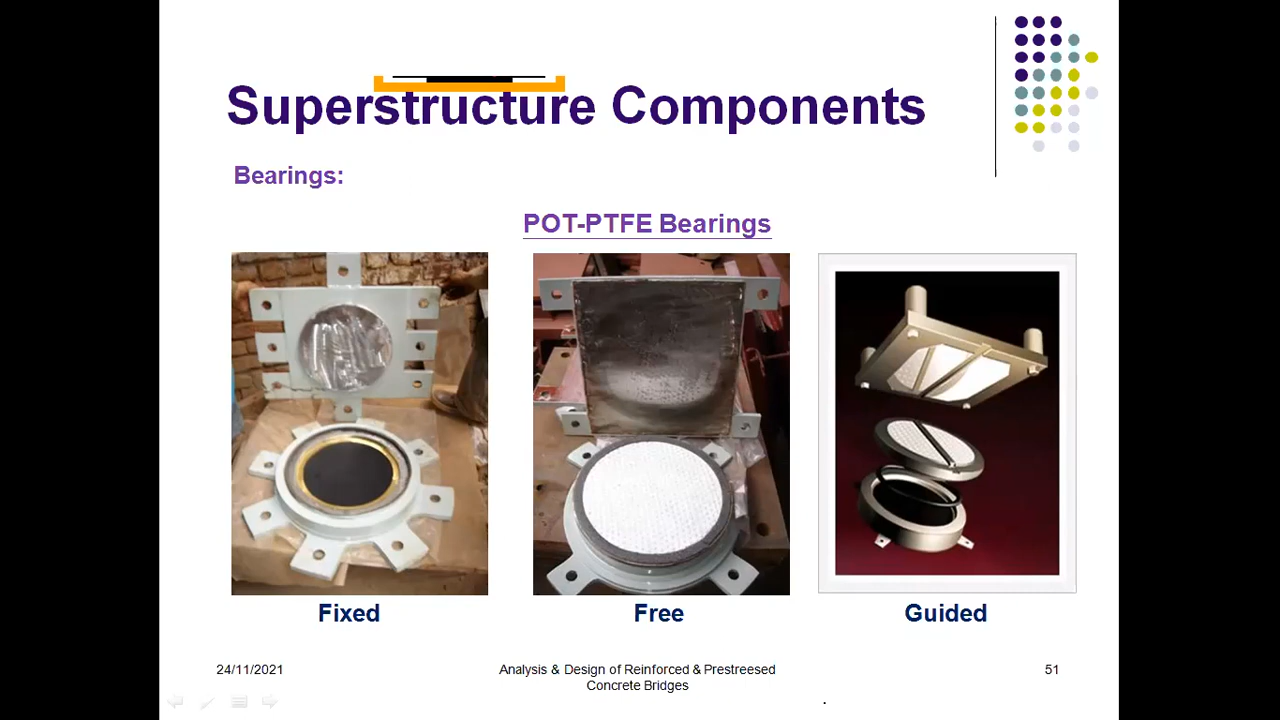 Superstructure Components
Bearings:
POT-PTFE Bearings
Fixed
Free
Guided
24/11/2021
Analysis & Design of Reinforced & Prestreesed
Concrete Bridges
51